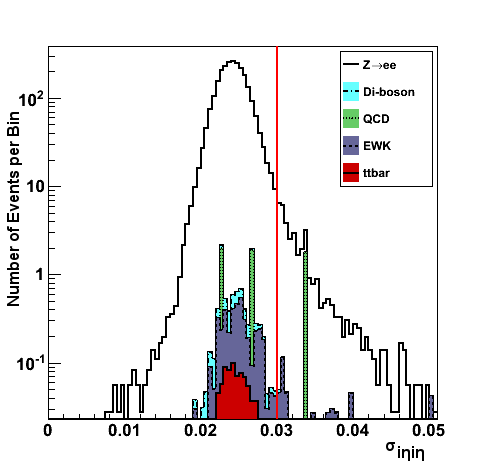 Number of Events per Bin
10²
10
1
10⁻¹
Z→ee
Di-boson
QCD
EWK
ttbar
0 0.01 0.02 0.03 0.04 0.05
σiηiη